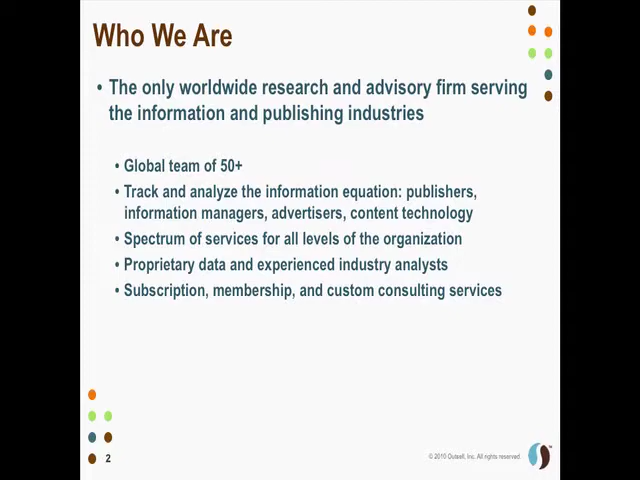 Who We Are
• The only worldwide research and advisory firm serving
the information and publishing industries
• Global team of 50+
• Track and analyze the information equation: publishers,
information managers, advertisers, content technology
• Spectrum of services for all levels of the organization
• Proprietary data and experienced industry analysts
• Subscription, membership, and custom consulting services
2
© 2010 Outsell, Inc. All rights reserved.